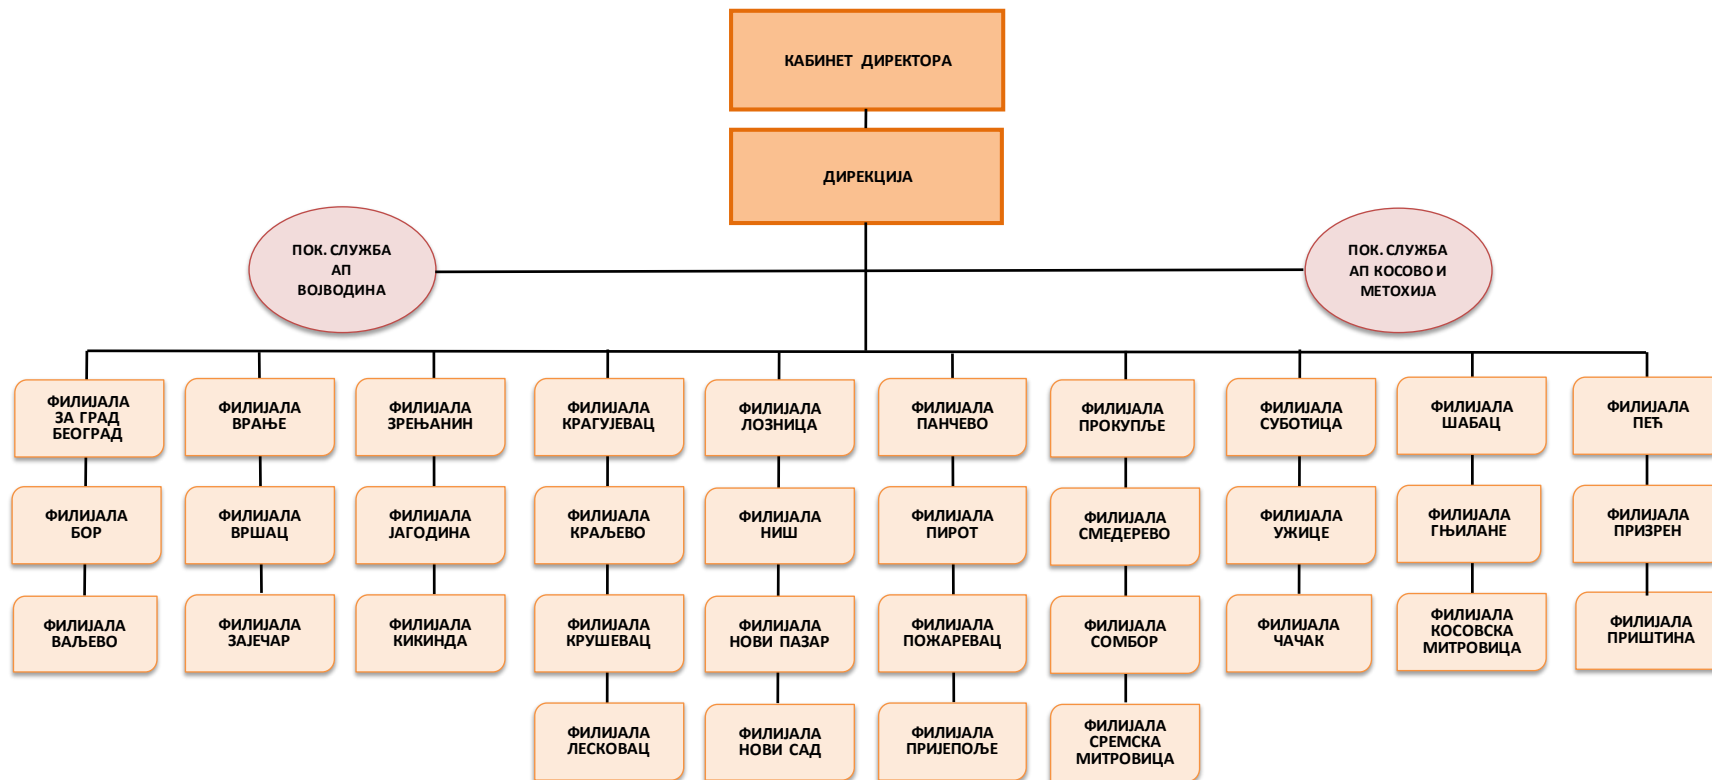 КАБИНЕТ ДИРЕКТОРА
ДИРЕКЦИЈА
ПОК. СЛУЖБА
АП
ВОЈВОДИНА
ПОК. СЛУЖБА
АП КОСОВО И
МЕТОХИЈА
ФИЛИЈАЛА
ЗА ГРАД
БЕОГРАД
ФИЛИЈАЛА
ВРАЊЕ
ФИЛИЈАЛА
ЗРЕЊАНИН
ФИЛИЈАЛА
КРАГУЈЕВАЦ
ФИЛИЈАЛА
ЛОЗНИЦА
ФИЛИЈАЛА
ПАНЧЕВО
ФИЛИЈАЛА
ПРОКУПЉЕ
ФИЛИЈАЛА
СУБОТИЦА
ФИЛИЈАЛА
ШАБАЦ
ФИЛИЈАЛА
ПЕЋ
ФИЛИЈАЛА
БОР
ФИЛИЈАЛА
ВРШАЦ
ФИЛИЈАЛА
ЈАГОДИНА
ФИЛИЈАЛА
КРАЉЕВО
ФИЛИЈАЛА
НИШ
ФИЛИЈАЛА
ПИРОТ
ФИЛИЈАЛА
СМЕДЕРЕВО
ФИЛИЈАЛА
УЖИЦЕ
ФИЛИЈАЛА
ГЊИЛАНЕ
ФИЛИЈАЛА
ПРИЗРЕН
ФИЛИЈАЛА
ВАЉЕВО
ФИЛИЈАЛА
ЗАЈЕЧАР
ФИЛИЈАЛА
КИКИНДА
ФИЛИЈАЛА
КРУШЕВАЦ
ФИЛИЈАЛА
НОВИ ПАЗАР
ФИЛИЈАЛА
ПОЖАРЕВАЦ
ФИЛИЈАЛА
СОМБОР
ФИЛИЈАЛА
ЧАЧАК
ФИЛИЈАЛА
КОСОВСКА
МИТРОВИЦА
ФИЛИЈАЛА
ПРИШТИНА
ФИЛИЈАЛА
ЛЕСКОВАЦ
ФИЛИЈАЛА
НОВИ САД
ФИЛИЈАЛА
ПРИЈЕПОЉЕ
ФИЛИЈАЛА
СРЕМСКА
МИТРОВИЦА